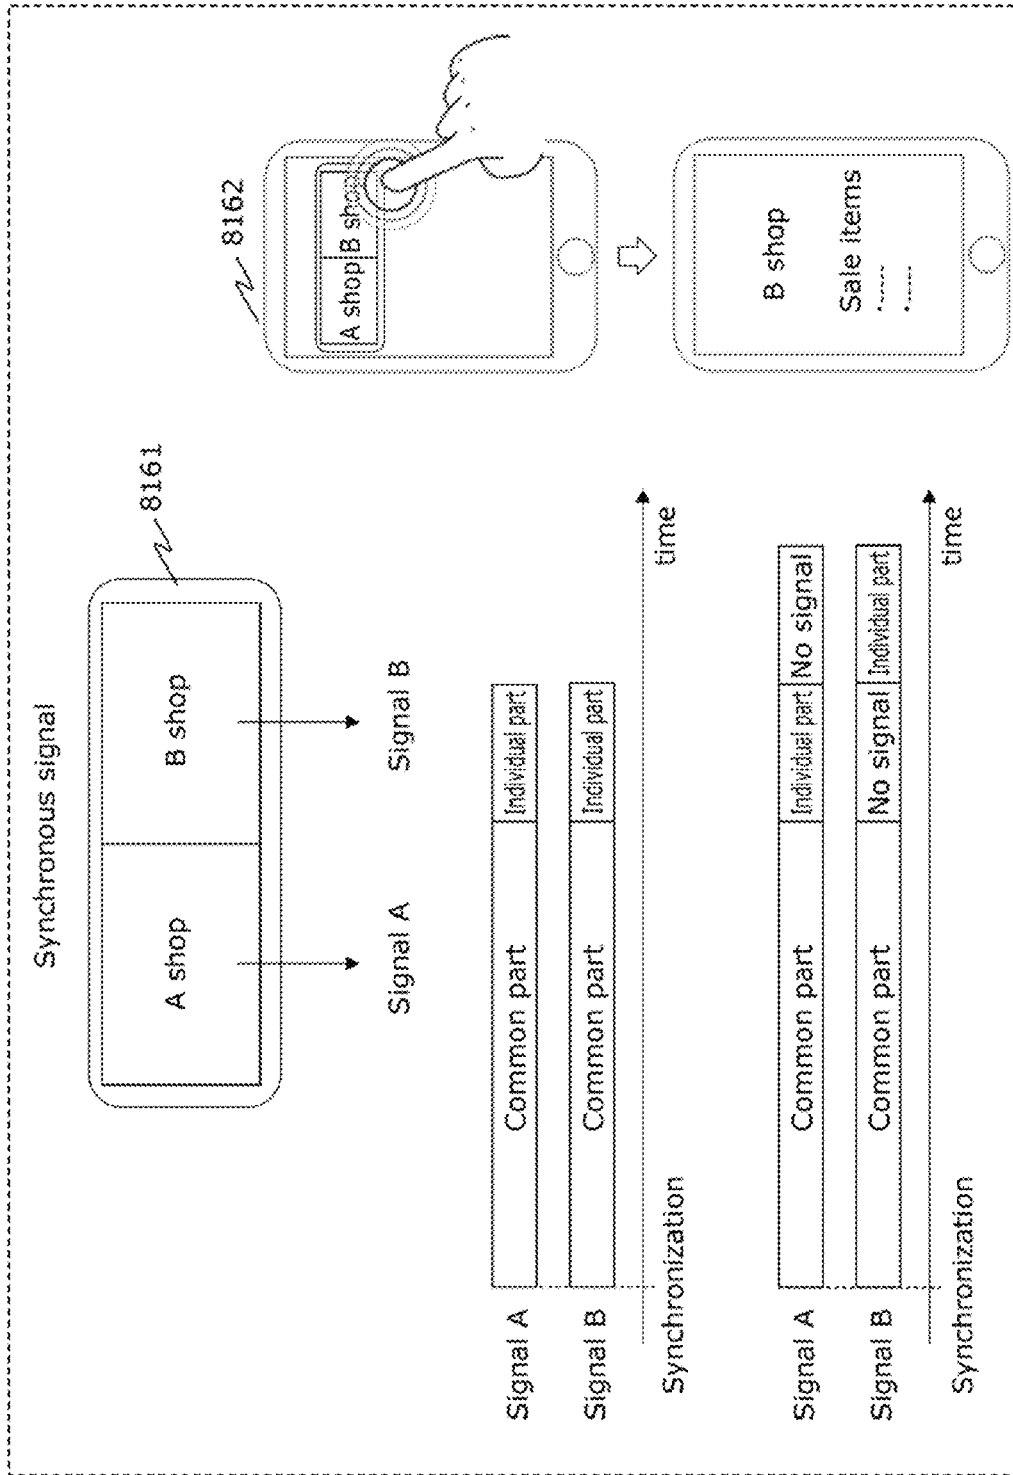 Synchronous signal
A shop
B shop
8161
Signal A
Signal B
8162
A shop
B sho
B shop
Sale items
Signal A
Common part
Individual part
Signal B
Common part
Individual part
Synchronization
time
Signal A
Common part
Individual part
No signal
Signal B
Common part
No signal
Individual part
Synchronization
time